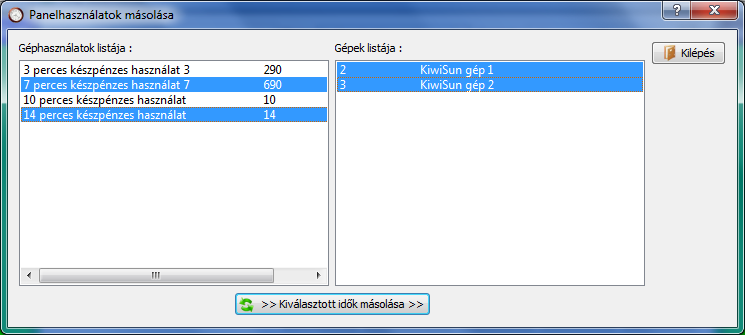 Panelhasználatok másolása
Géphasználatok listája :
Gépek listája :
Kilépés
3 perces készpénzes használat 3 290
7 perces készpénzes használat 7 690
10 perces készpénzes használat 10
14 perces készpénzes használat 14
2 KiwiSun gép 1
3 KiwiSun gép 2
>> Kiválasztott idők másolása >>